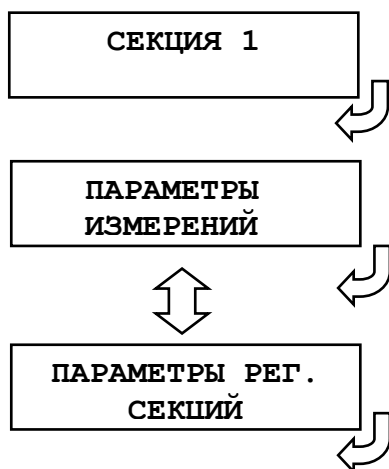 СЕКЦИЯ 1
ПАРАМЕТРЫ
ИЗМЕРЕНИЙ
ПАРАМЕТРЫ РЕГ.
СЕКЦИЙ